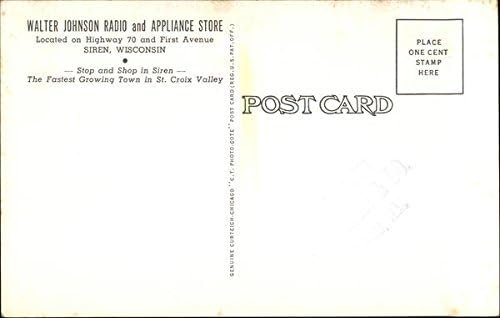 WALTER JOHNSON RADIO and APPLIANCE STORE
Located on Highway 70 and First Avenue
SIREN, WISCONSIN
— Stop and Shop in Siren —
The Fastest Growing Town in St. Croix Valley
GENUINE CURTEICH-CHICAGO "C.T. PHOTO-COTE" POST CARD (REG. U.S. PAT. OFF.)
POST CARD
PLACE
ONE CENT
STAMP
HERE